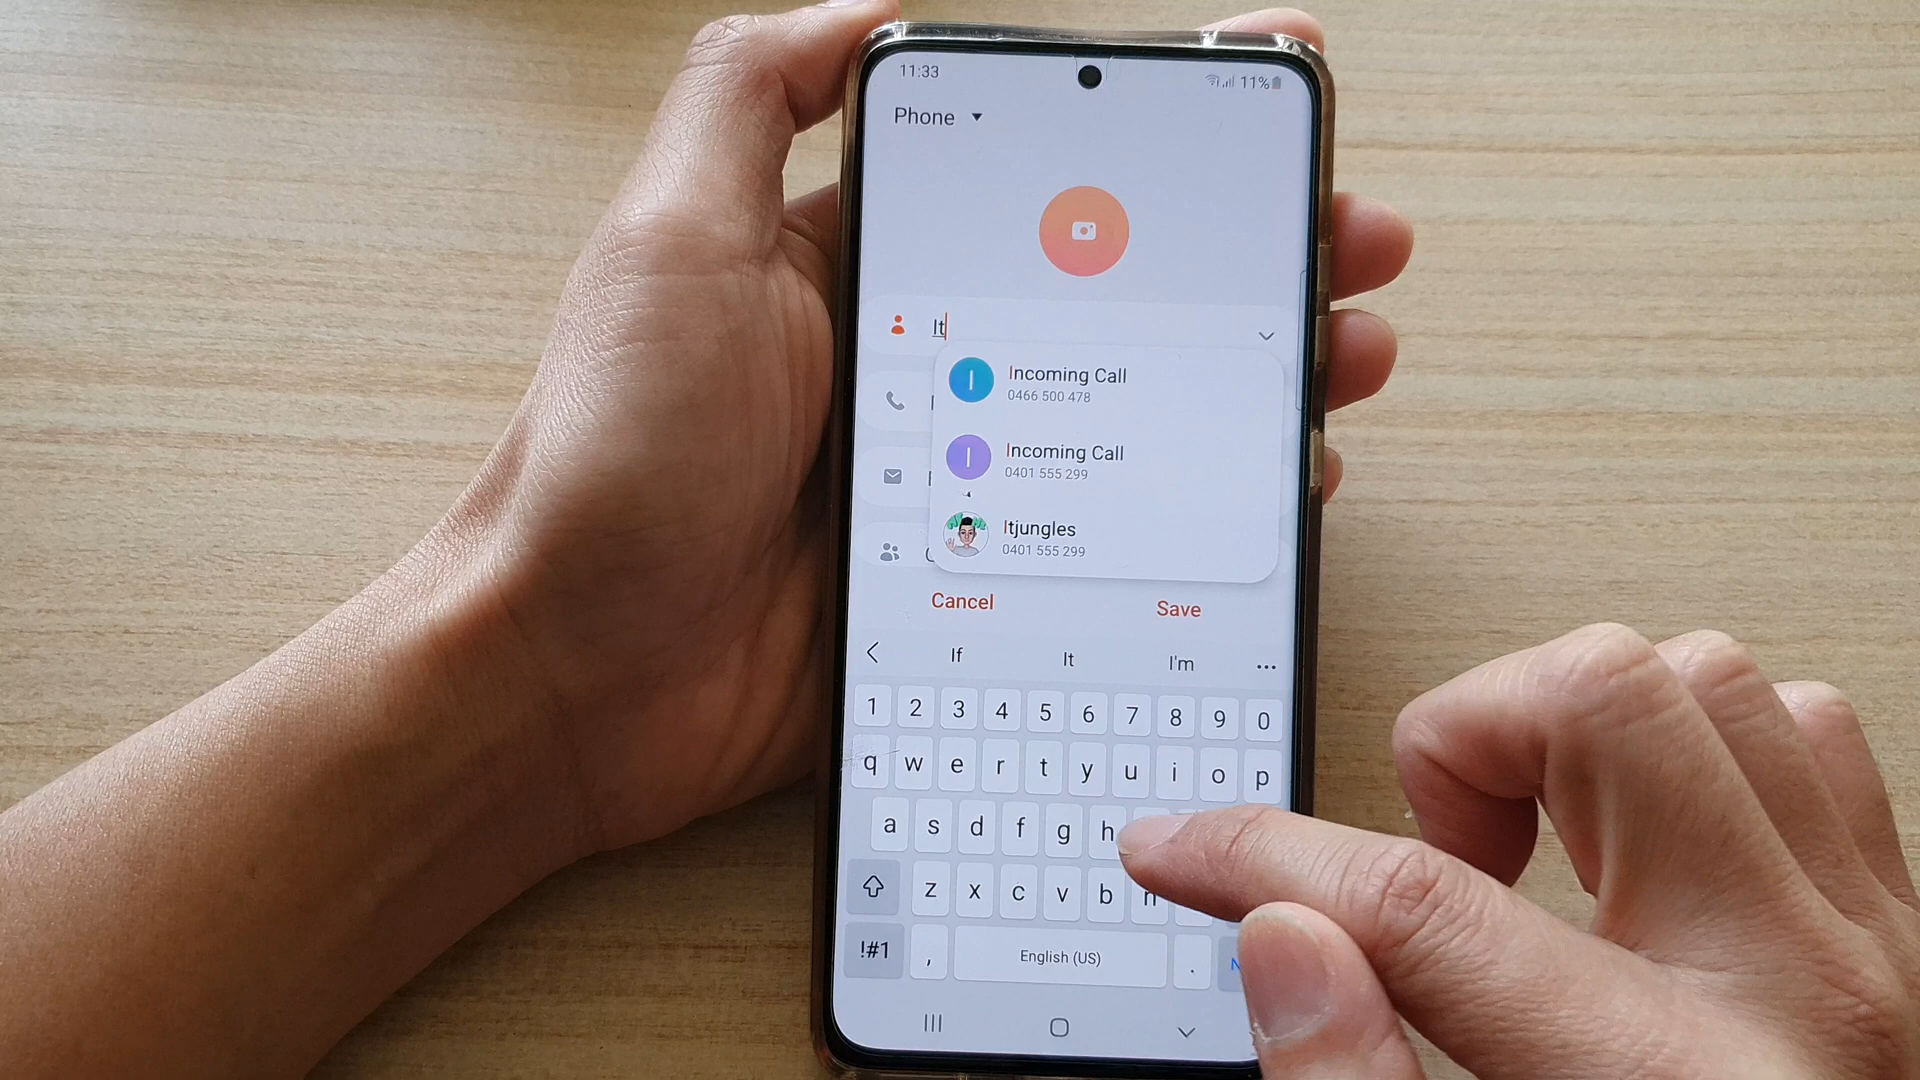 11:33
11%
Phone
It
I Incoming Call
0466 500 478
I Incoming Call
0401 555 299
Itjungles
0401 555 299
Cancel Save
If It I'm
1 2 3 4 5 6 7 8 9 0
q w e r t y u i o p
a s d f g h
z x c v b n
!#1 , English (US) .